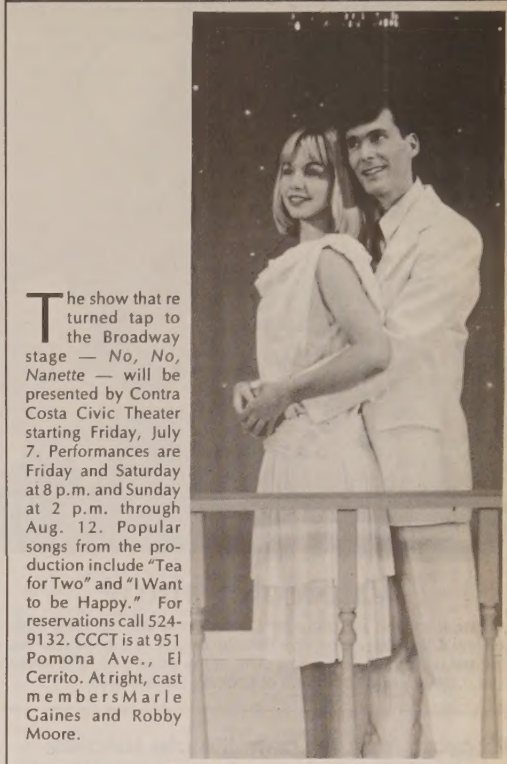 The show that re
turned tap to
the Broadway
stage — No, No,
Nanette — will be
presented by Contra
Costa Civic Theater
starting Friday, July
7. Performances are
Friday and Saturday
at 8 p.m. and Sunday
at 2 p.m. through
Aug. 12. Popular
songs from the pro-
duction include "Tea
for Two" and "I Want
to be Happy." For
reservations call 524-
9132. CCCT is at 951
Pomona Ave., El
Cerrito. At right, cast
members Marle
Gaines and Robby
Moore.